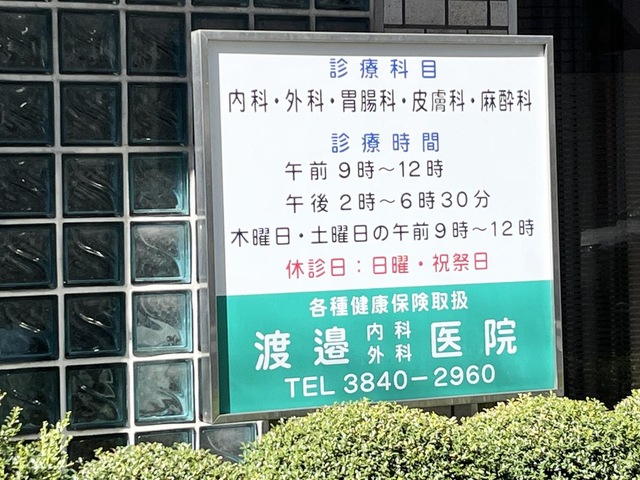 診療科目
内科・外科・胃腸科・皮膚科・麻酔科
診療時間
午前9時～12時
午後2時～6時30分
木曜日・土曜日の午前9時～12時
休診日：日曜・祝祭日
各種健康保険取扱
渡邉 内科 外科 医院
TEL 3840-2960